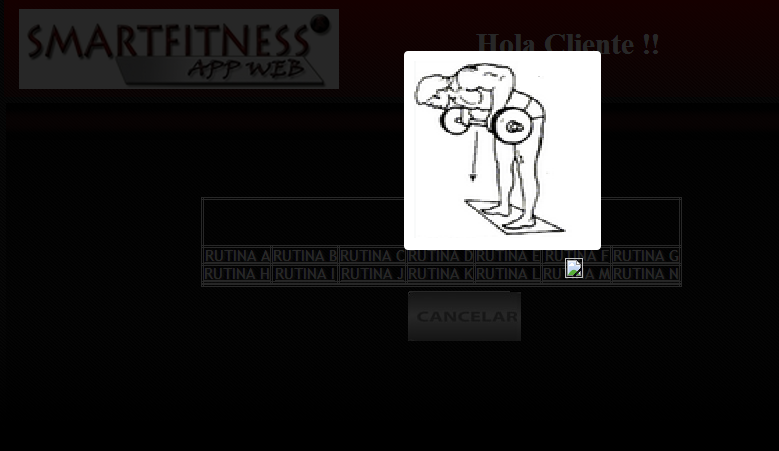 SMARTFITNESS
APP WEB
Hola Cliente !!
RUTINA A RUTINA B RUTINA C RUTINA D RUTINA E RUTINA F RUTINA G
RUTINA H RUTINA I RUTINA J RUTINA K RUTINA L RUTINA M RUTINA N
CANCELAR